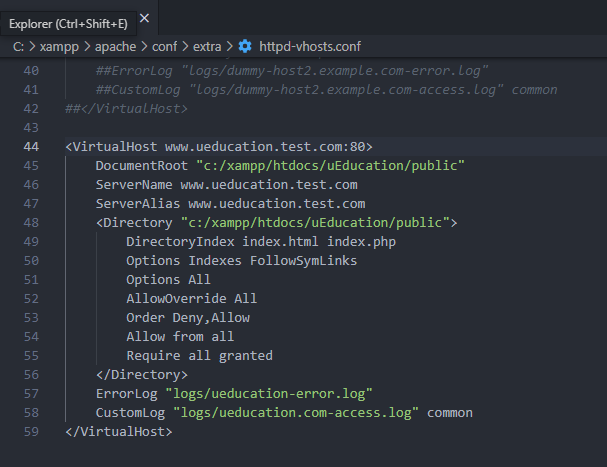 Explorer (Ctrl+Shift+E)
C: > xampp > apache > conf > extra > httpd-vhosts.conf
40 ##ErrorLog "logs/dummy-host2.example.com-error.log"
41 ##CustomLog "logs/dummy-host2.example.com-access.log" common
42 ##</VirtualHost>
43
44 <VirtualHost www.ueducation.test.com:80>
45 DocumentRoot "c:/xampp/htdocs/uEducation/public"
46 ServerName www.ueducation.test.com
47 ServerAlias www.ueducation.test.com
48 <Directory "c:/xampp/htdocs/uEducation/public">
49 DirectoryIndex index.html index.php
50 Options Indexes FollowSymLinks
51 Options All
52 AllowOverride All
53 Order Deny,Allow
54 Allow from all
55 Require all granted
56 </Directory>
57 ErrorLog "logs/ueducation-error.log"
58 CustomLog "logs/ueducation.com-access.log" common
59 </VirtualHost>